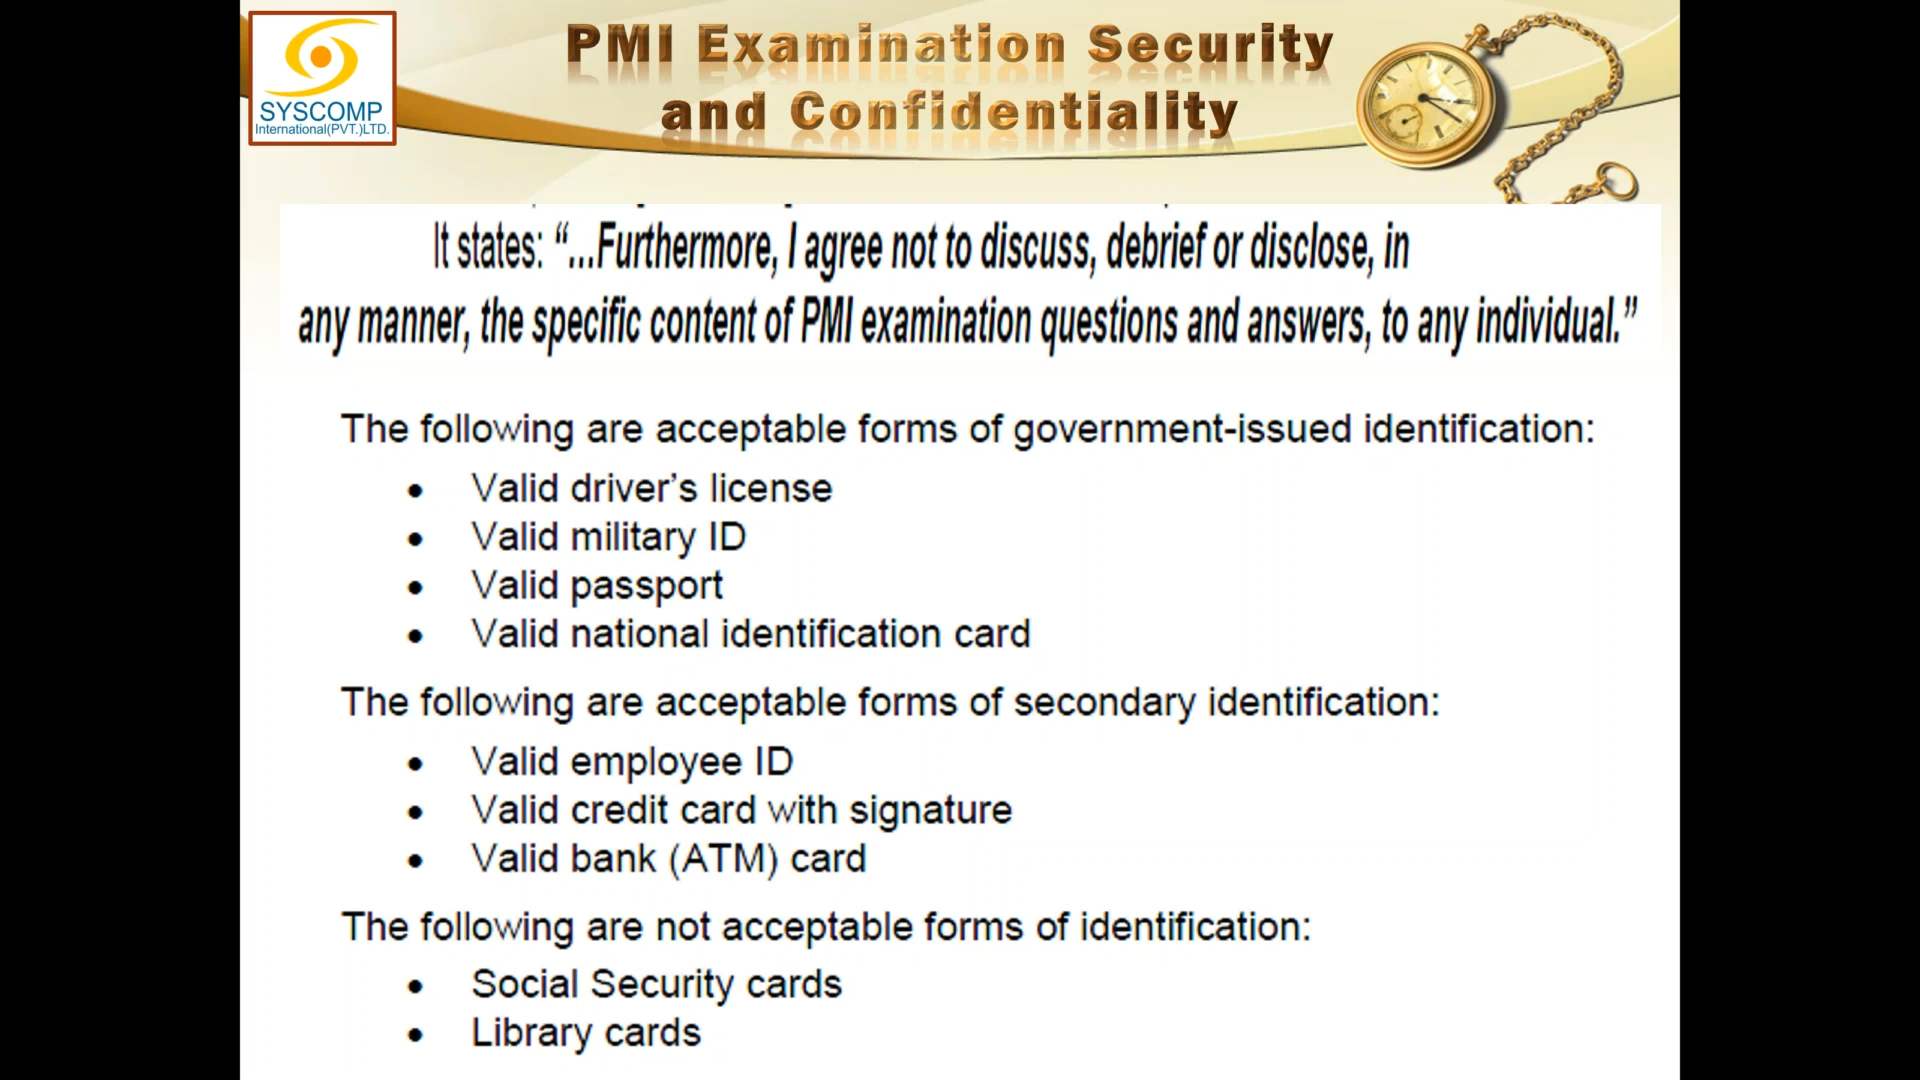 SYSCOMP
International(PVT.)LTD.
PMI Examination Security
and Confidentiality
It states: “...Furthermore, I agree not to discuss, debrief or disclose, in
any manner, the specific content of PMI examination questions and answers, to any individual.”
The following are acceptable forms of government-issued identification:
• Valid driver’s license
• Valid military ID
• Valid passport
• Valid national identification card
The following are acceptable forms of secondary identification:
• Valid employee ID
• Valid credit card with signature
• Valid bank (ATM) card
The following are not acceptable forms of identification:
• Social Security cards
• Library cards